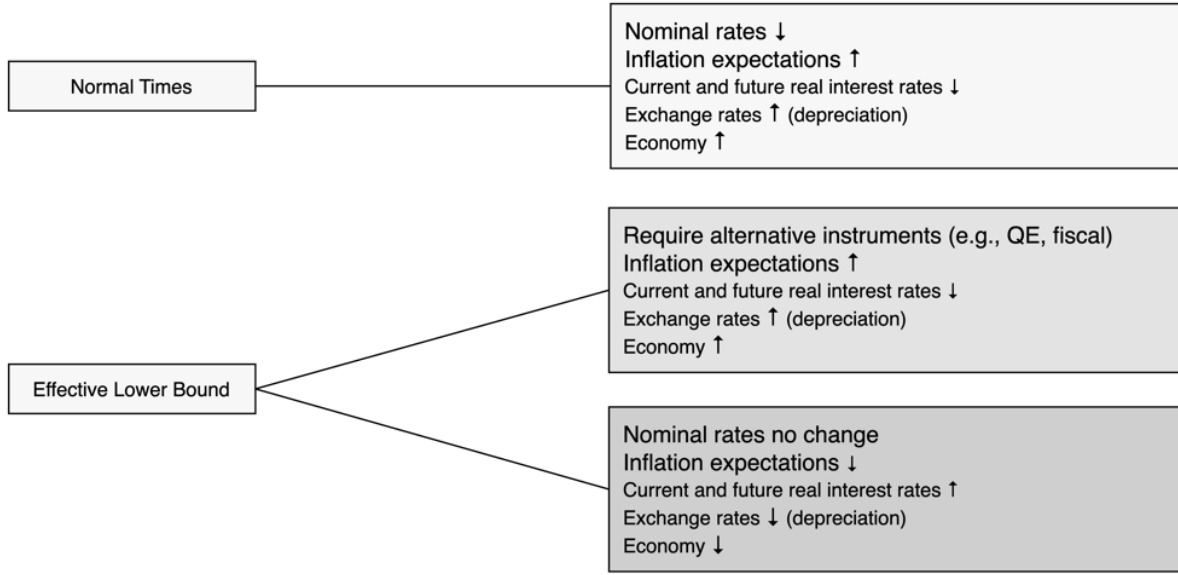 Normal Times
Nominal rates ↓
Inflation expectations ↑
Current and future real interest rates ↓
Exchange rates ↑ (depreciation)
Economy ↑
Effective Lower Bound
Require alternative instruments (e.g., QE, fiscal)
Inflation expectations ↑
Current and future real interest rates ↓
Exchange rates ↑ (depreciation)
Economy ↑
Nominal rates no change
Inflation expectations ↓
Current and future real interest rates ↑
Exchange rates ↓ (depreciation)
Economy ↓